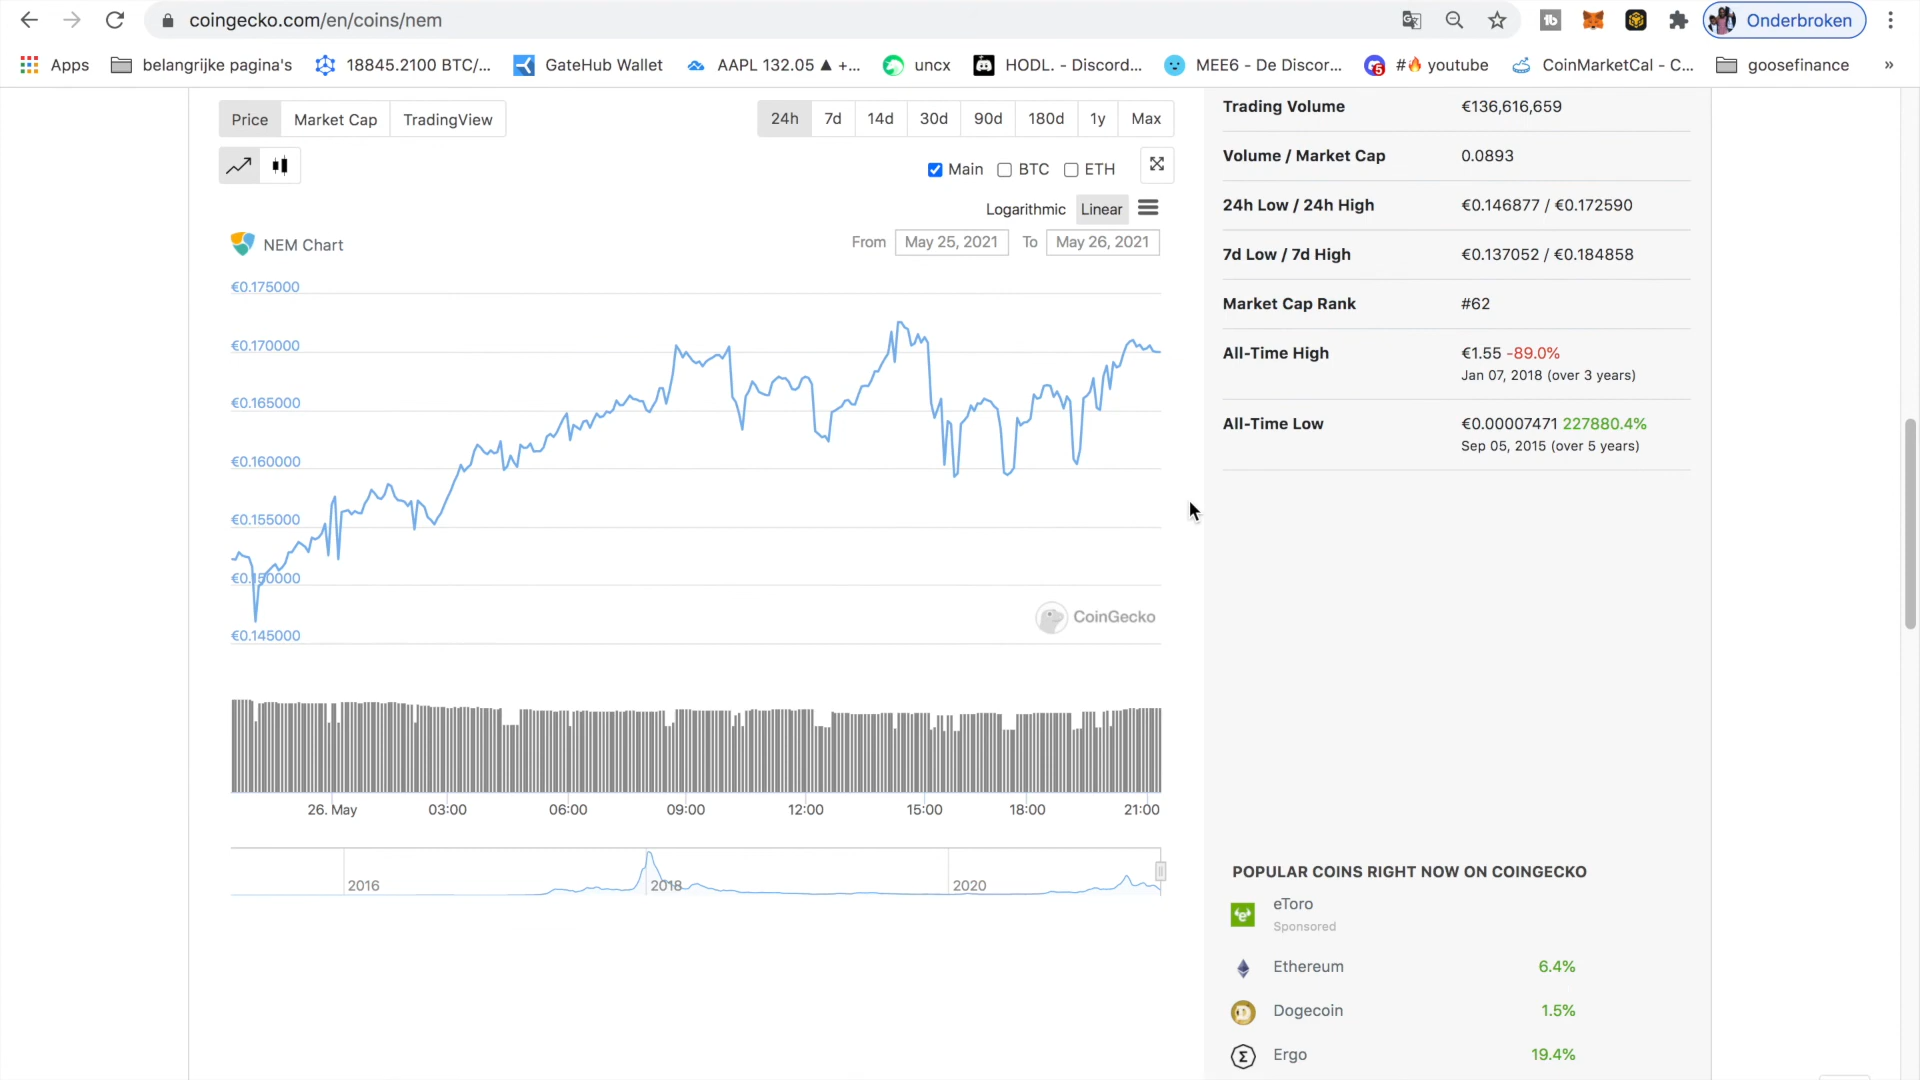 coingecko.com/en/coins/nem
Onderbroken
Apps
belangrijke pagina's
18845.2100 BTC/...
GateHub Wallet
AAPL 132.05 ▲ +...
uncx
HODL. - Discord...
MEE6 - De Discor...
5
#🔥 youtube
CoinMarketCal - C...
goosefinance
»
Price
Market Cap
TradingView
24h
7d
14d
30d
90d
180d
1y
Max
Main
BTC
ETH
Logarithmic
Linear
NEM Chart
From
May 25, 2021
To
May 26, 2021
€0.175000
€0.170000
€0.165000
€0.160000
€0.155000
€0.150000
€0.145000
CoinGecko
26. May
03:00
06:00
09:00
12:00
15:00
18:00
21:00
2016
2018
2020
Trading Volume
€136,616,659
Volume / Market Cap
0.0893
24h Low / 24h High
€0.146877 / €0.172590
7d Low / 7d High
€0.137052 / €0.184858
Market Cap Rank
#62
All-Time High
€1.55 -89.0%
Jan 07, 2018 (over 3 years)
All-Time Low
€0.00007471 227880.4%
Sep 05, 2015 (over 5 years)
POPULAR COINS RIGHT NOW ON COINGECKO
eToro
Sponsored
Ethereum
6.4%
Dogecoin
1.5%
Ergo
19.4%